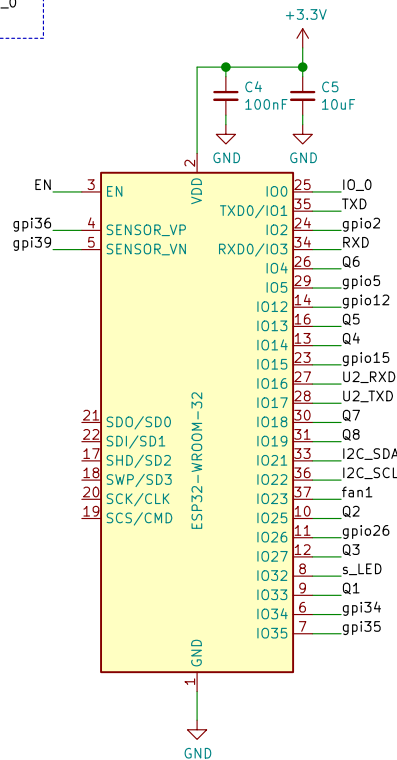 _0
+3.3V
C4
100nF
C5
10uF
GND
GND
2
VDD
EN 3 EN
gpi36 4 SENSOR_VP
gpi39 5 SENSOR_VN
21 SDO/SD0
22 SDI/SD1
17 SHD/SD2
18 SWP/SD3
20 SCK/CLK
19 SCS/CMD
ESP32-WROOM-32
IO0 25 IO_0
TXD0/IO1 35 TXD
IO2 24 gpio2
RXD0/IO3 34 RXD
IO4 26 Q6
IO5 29 gpio5
IO12 14 gpio12
IO13 16 Q5
IO14 13 Q4
IO15 23 gpio15
IO16 27 U2_RXD
IO17 28 U2_TXD
IO18 30 Q7
IO19 31 Q8
IO21 33 I2C_SDA
IO22 36 I2C_SCL
IO23 37 fan1
IO25 10 Q2
IO26 11 gpio26
IO27 12 Q3
IO32 8 s_LED
IO33 9 Q1
IO34 6 gpi34
IO35 7 gpi35
GND
1
GND